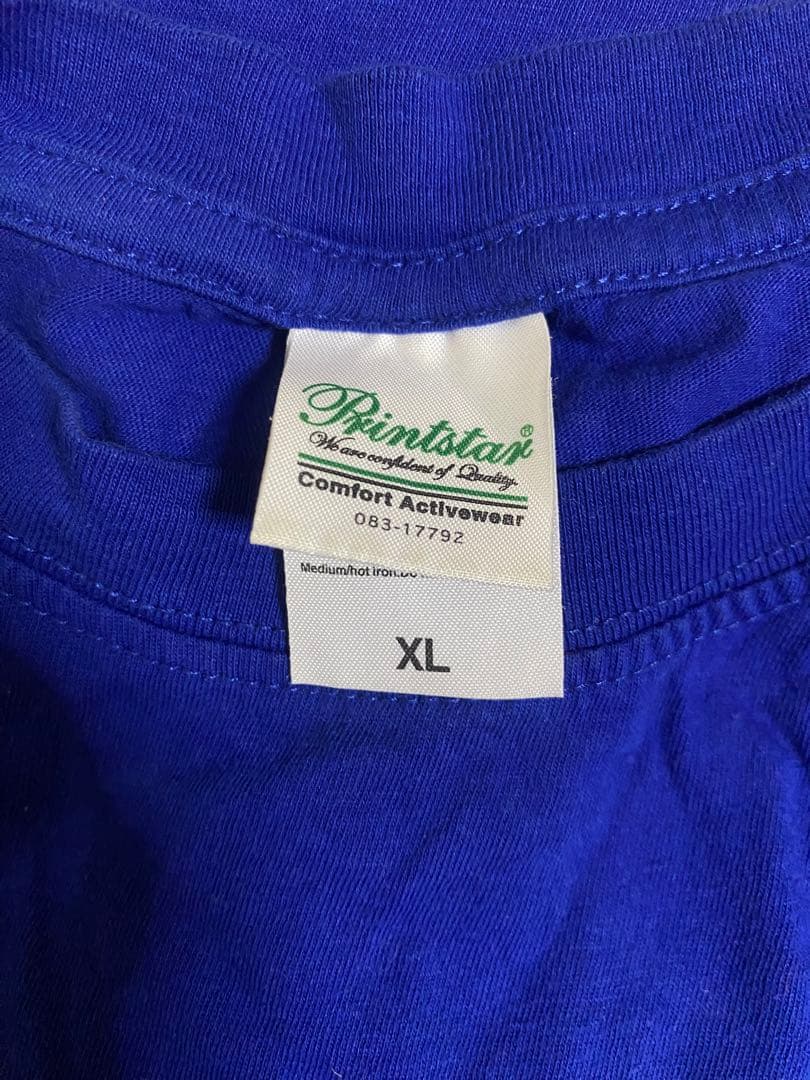 Printstar®
We are confident of Quality.
Comfort Activewear
083-17792
Medium/hot iron.Do
XL